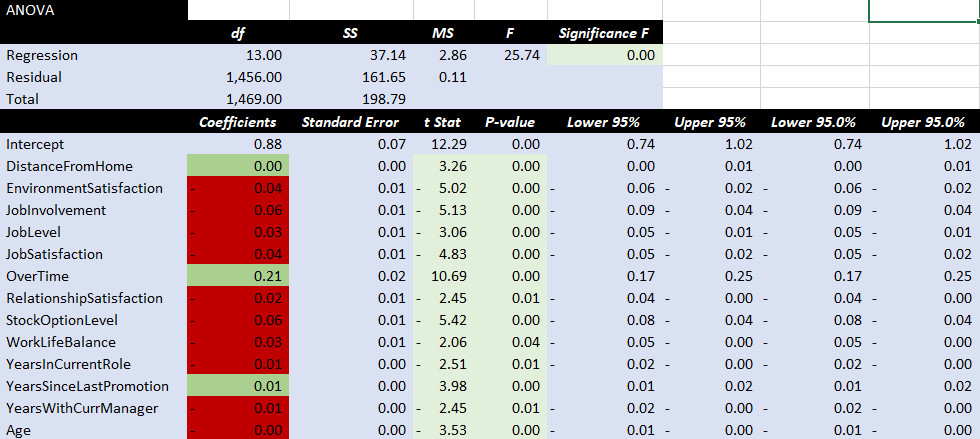 ANOVA
df SS MS F Significance F
Regression 13.00 37.14 2.86 25.74 0.00
Residual 1,456.00 161.65 0.11
Total 1,469.00 198.79
Coefficients Standard Error t Stat P-value Lower 95% Upper 95% Lower 95.0% Upper 95.0%
Intercept 0.88 0.07 12.29 0.00 0.74 1.02 0.74 1.02
DistanceFromHome 0.00 0.00 3.26 0.00 0.00 0.01 0.00 0.01
EnvironmentSatisfaction - 0.04 0.01 - 5.02 0.00 - 0.06 - 0.02 - 0.06 - 0.02
JobInvolvement - 0.06 0.01 - 5.13 0.00 - 0.09 - 0.04 - 0.09 - 0.04
JobLevel - 0.03 0.01 - 3.06 0.00 - 0.05 - 0.01 - 0.05 - 0.01
JobSatisfaction - 0.04 0.01 - 4.83 0.00 - 0.05 - 0.02 - 0.05 - 0.02
OverTime 0.21 0.02 10.69 0.00 0.17 0.25 0.17 0.25
RelationshipSatisfaction - 0.02 0.01 - 2.45 0.01 - 0.04 - 0.00 - 0.04 - 0.00
StockOptionLevel - 0.06 0.01 - 5.42 0.00 - 0.08 - 0.04 - 0.08 - 0.04
WorkLifeBalance - 0.03 0.01 - 2.06 0.04 - 0.05 - 0.00 - 0.05 - 0.00
YearsInCurrentRole - 0.01 0.00 - 2.51 0.01 - 0.02 - 0.00 - 0.02 - 0.00
YearsSinceLastPromotion 0.01 0.00 3.98 0.00 0.01 0.02 0.01 0.02
YearsWithCurrManager - 0.01 0.00 - 2.45 0.01 - 0.02 - 0.00 - 0.02 - 0.00
Age - 0.00 0.00 - 3.53 0.00 - 0.01 - 0.00 - 0.01 - 0.00